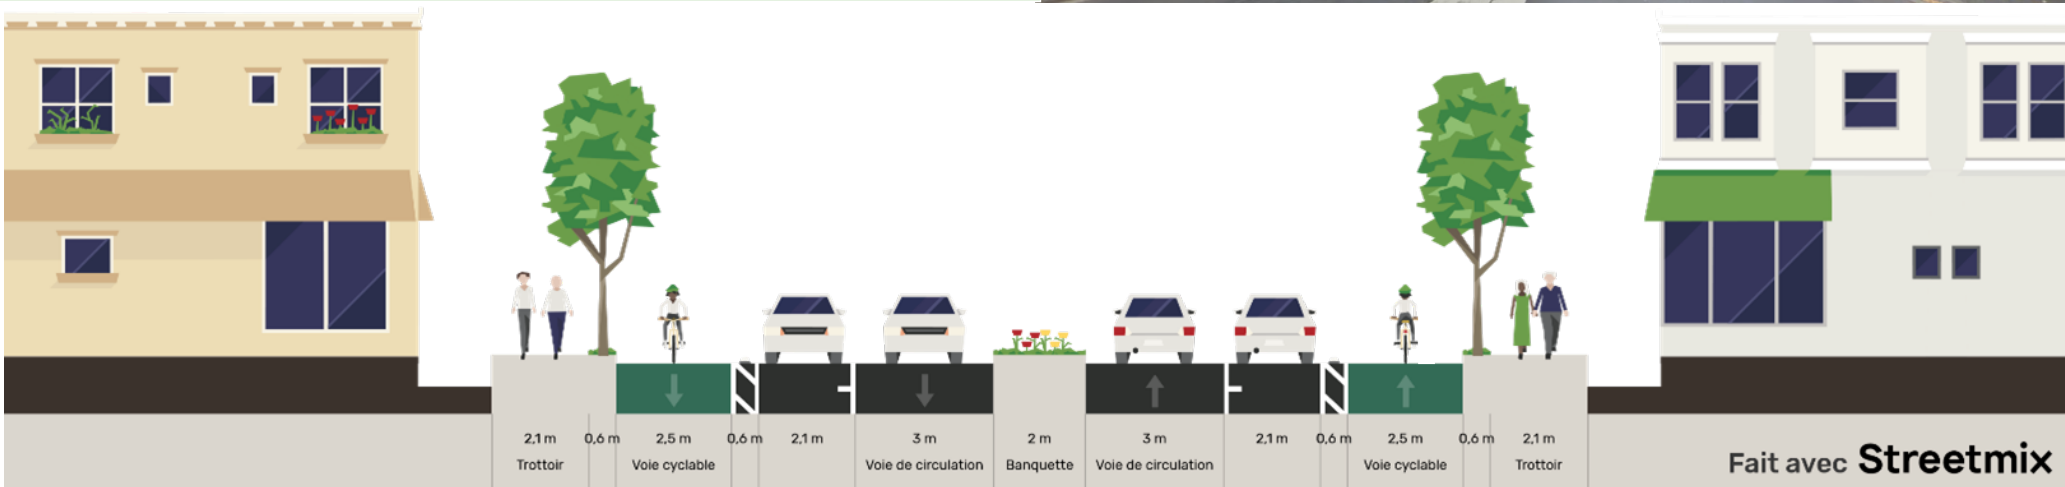 2,1 m 0,6 m 2,5 m 0,6 m 2,1 m 3 m 2 m 3 m 2,1 m 0,6 m 2,5 m 0,6 m 2,1 m
Trottoir Voie cyclable Voie de circulation Banquette Voie de circulation Voie cyclable Trottoir
Fait avec Streetmix